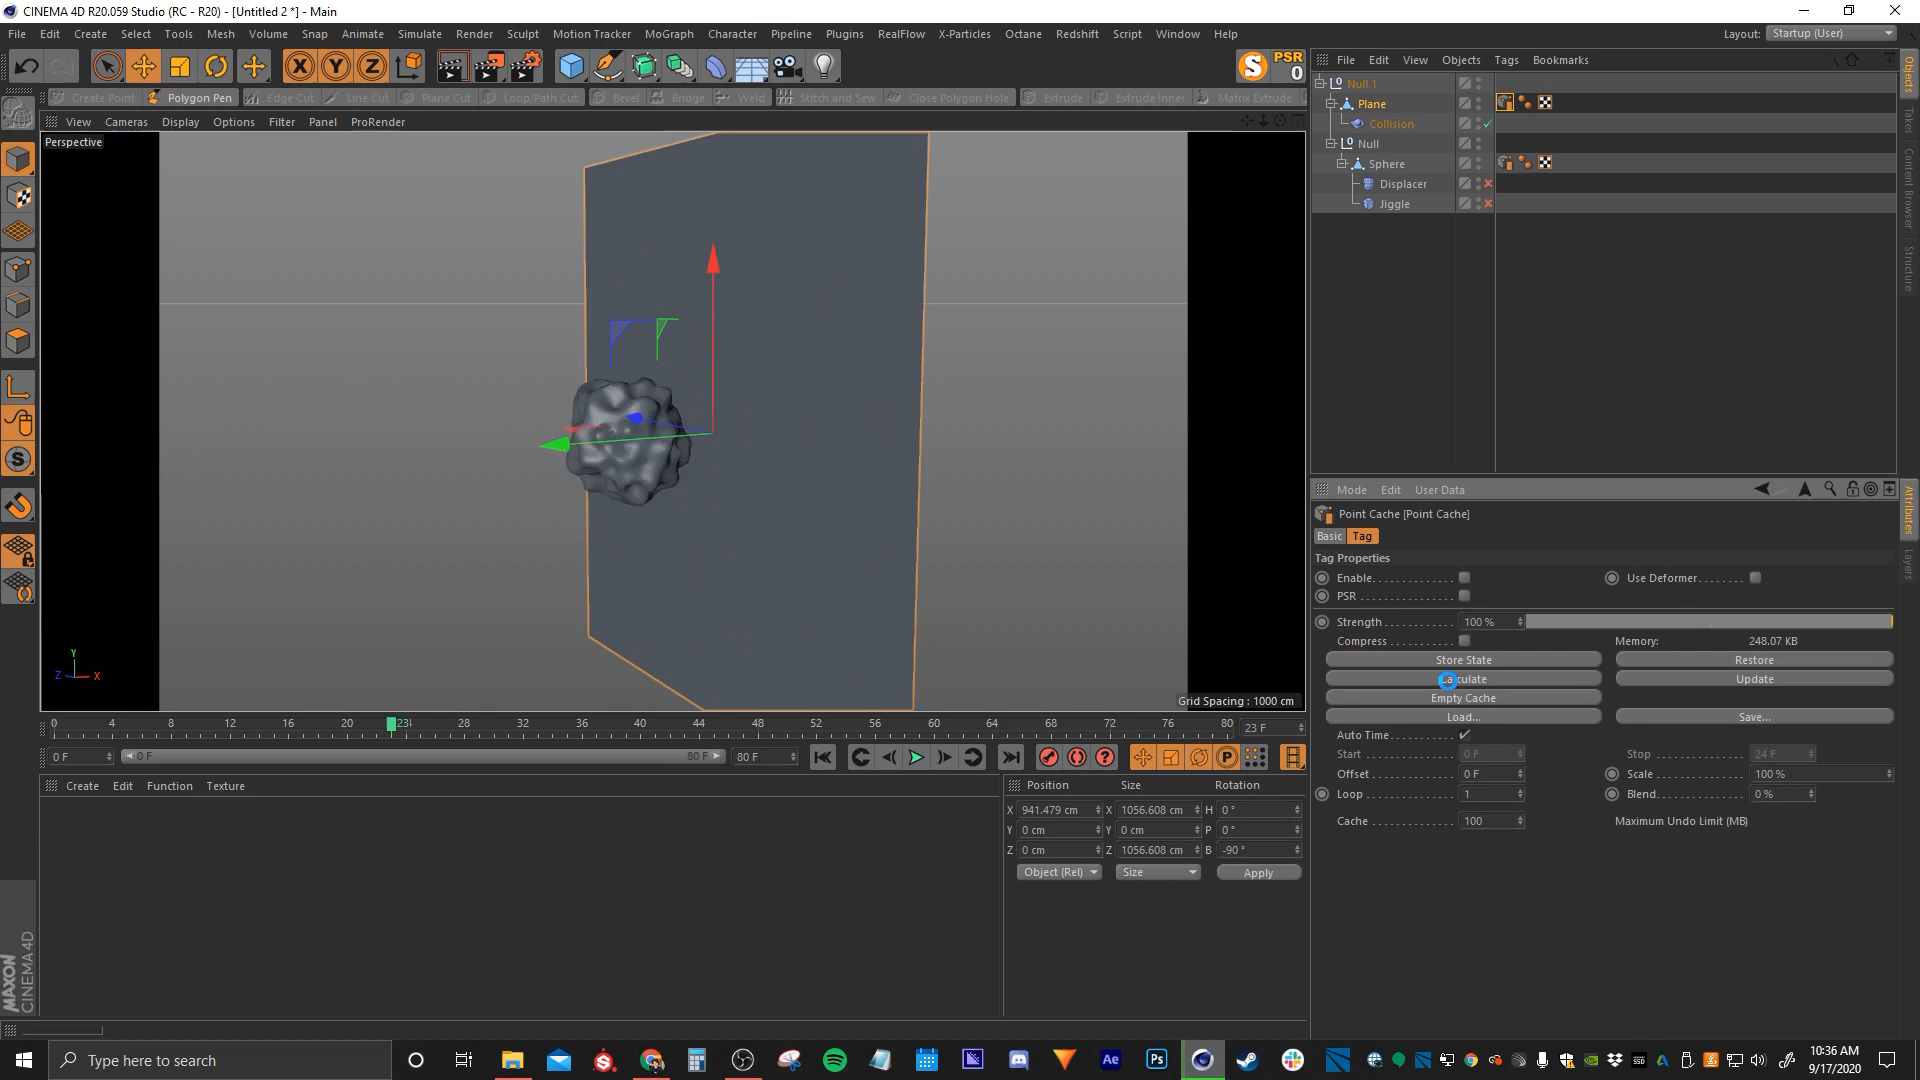 CINEMA 4D R20.059 Studio (RC - R20) - [Untitled 2 *] - Main
File Edit Create Select Tools Mesh Volume Snap Animate Simulate Render Sculpt Motion Tracker MoGraph Character Pipeline Plugins RealFlow X-Particles Octane Redshift Script Window Help Layout: Startup (User)
PSR
0
File Edit View Objects Tags Bookmarks
Create Point Polygon Pen Edge Cut Line Cut Plane Cut Loop/Path Cut Bevel Bridge Weld Stitch and Sew Close Polygon Hole Extrude Extrude Inner Matrix Extrude
View Cameras Display Options Filter Panel ProRender
Perspective
Null.1
Plane
Collision
Null
Sphere
Displacer
Jiggle
Objects
Takes
Content Browser
Structure
Mode Edit User Data
Point Cache [Point Cache]
Basic Tag
Tag Properties
Enable Use Deformer
PSR
Strength 100 %
Compress Memory: 248.07 KB
Store State Restore
Calculate Update
Empty Cache
Load... Save...
Auto Time
Start 0 F Stop 24 F
Offset 0 F Scale 100 %
Loop 1 Blend 0 %
Cache 100 Maximum Undo Limit (MB)
Attributes
Layers
Y
Z X
Grid Spacing : 1000 cm
0 4 8 12 16 20 23 28 32 36 40 44 48 52 56 60 64 68 72 76 80 23 F
0 F 0 F 80 F 80 F
Create Edit Function Texture
Position Size Rotation
X 941.479 cm X 1056.608 cm H 0 °
Y 0 cm Y 0 cm P 0 °
Z 0 cm Z 1056.608 cm B -90 °
Object (Rel) Size Apply
MAXON
CINEMA 4D
Type here to search
10:36 AM
9/17/2020